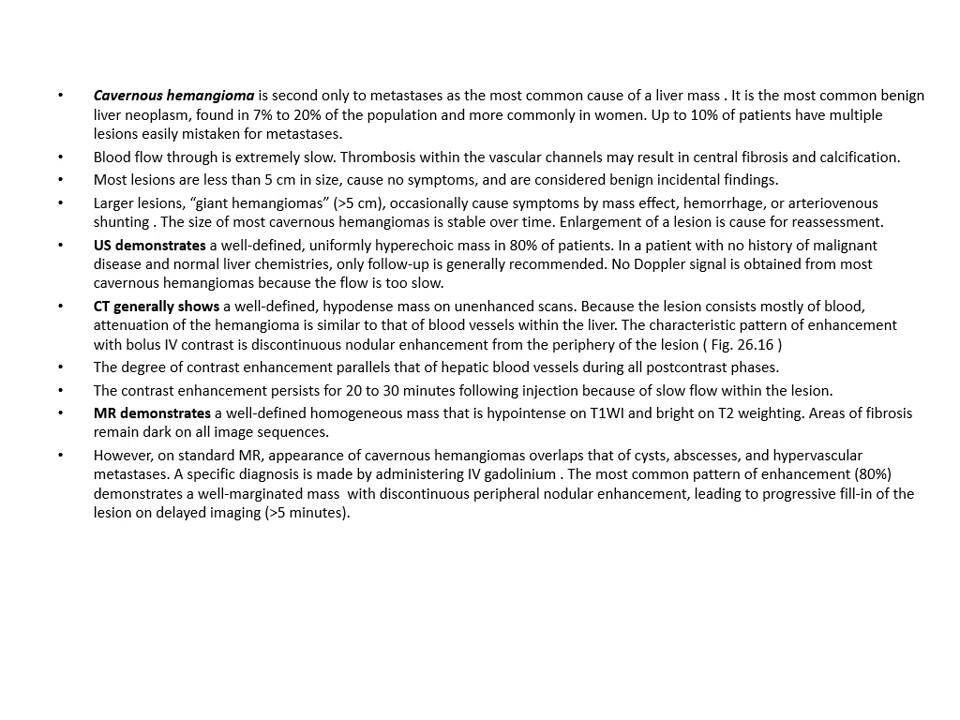 • Cavernous hemangioma is second only to metastases as the most common cause of a liver mass . It is the most common benign
liver neoplasm, found in 7% to 20% of the population and more commonly in women. Up to 10% of patients have multiple
lesions easily mistaken for metastases.
• Blood flow through is extremely slow. Thrombosis within the vascular channels may result in central fibrosis and calcification.
• Most lesions are less than 5 cm in size, cause no symptoms, and are considered benign incidental findings.
• Larger lesions, “giant hemangiomas” (>5 cm), occasionally cause symptoms by mass effect, hemorrhage, or arteriovenous
shunting . The size of most cavernous hemangiomas is stable over time. Enlargement of a lesion is cause for reassessment.
• US demonstrates a well-defined, uniformly hyperechoic mass in 80% of patients. In a patient with no history of malignant
disease and normal liver chemistries, only follow-up is generally recommended. No Doppler signal is obtained from most
cavernous hemangiomas because the flow is too slow.
• CT generally shows a well-defined, hypodense mass on unenhanced scans. Because the lesion consists mostly of blood,
attenuation of the hemangioma is similar to that of blood vessels within the liver. The characteristic pattern of enhancement
with bolus IV contrast is discontinuous nodular enhancement from the periphery of the lesion ( Fig. 26.16 )
• The degree of contrast enhancement parallels that of hepatic blood vessels during all postcontrast phases.
• The contrast enhancement persists for 20 to 30 minutes following injection because of slow flow within the lesion.
• MR demonstrates a well-defined homogeneous mass that is hypointense on T1WI and bright on T2 weighting. Areas of fibrosis
remain dark on all image sequences.
• However, on standard MR, appearance of cavernous hemangiomas overlaps that of cysts, abscesses, and hypervascular
metastases. A specific diagnosis is made by administering IV gadolinium . The most common pattern of enhancement (80%)
demonstrates a well-marginated mass  with discontinuous peripheral nodular enhancement, leading to progressive fill-in of the
lesion on delayed imaging (>5 minutes).